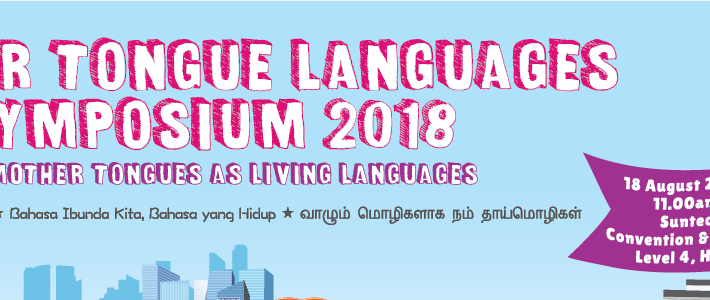 R TONGUE LANGUAGES
YMPOSIUM 2018
MOTHER TONGUES AS LIVING LANGUAGES
★ Bahasa Ibunda Kita, Bahasa yang Hidup ★ வாழும் மொழிகளாக நம் தாய்மொழிகள்
18 August 2
11.00am
Suntec
Convention &
Level 4, H